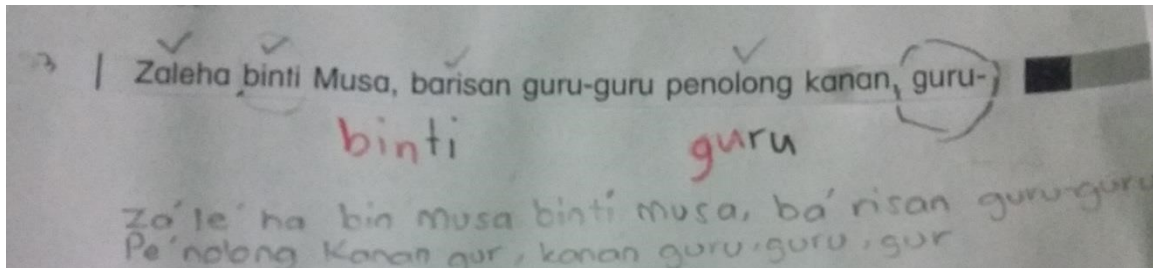 3 | Zaleha binti Musa, barisan guru-guru penolong kanan, guru-
binti guru
Za'le'ha bin musa binti musa, ba'risan guru-guru
Pe'nolong Kanan gur, kanan guru-guru, gur